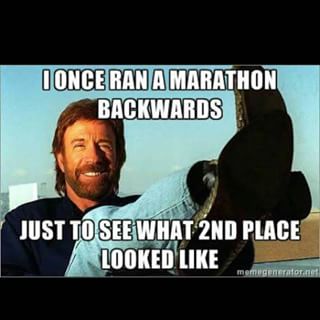 I ONCE RAN A MARATHON
BACKWARDS
JUST TO SEE WHAT 2ND PLACE
LOOKED LIKE
memegenerator.net